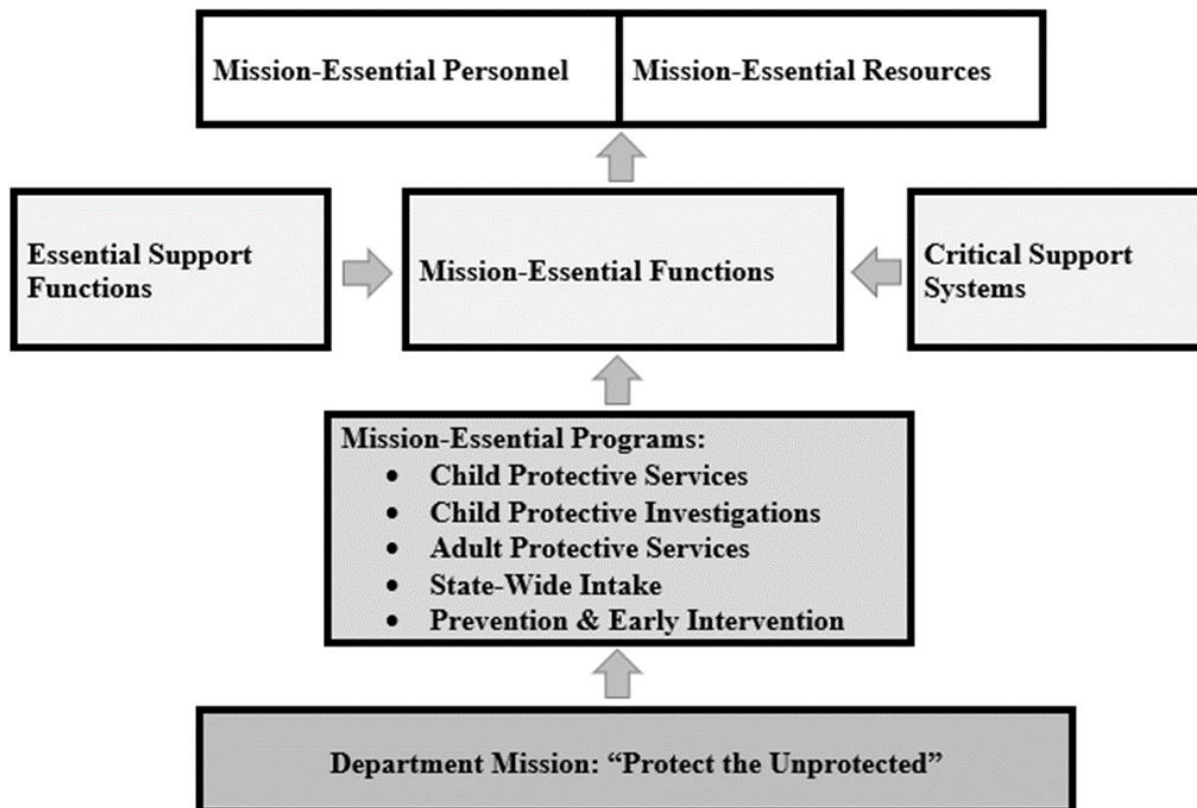 Mission-Essential Personnel
Mission-Essential Resources
Essential Support
Functions
Mission-Essential Functions
Critical Support
Systems
Mission-Essential Programs:
• Child Protective Services
• Child Protective Investigations
• Adult Protective Services
• State-Wide Intake
• Prevention & Early Intervention
Department Mission: “Protect the Unprotected”